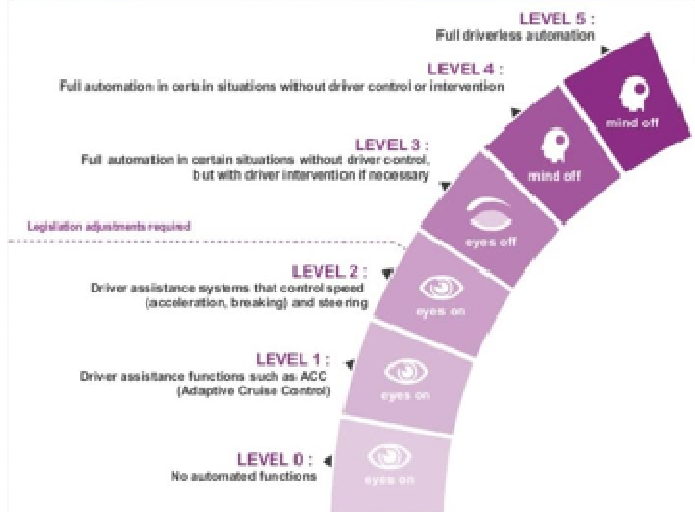 LEVEL 5 :
Full driverless automation
mind off
LEVEL 4 :
Full automation in certain situations without driver control or intervention
mind off
LEVEL 3 :
Full automation in certain situations without driver control,
but with driver intervention if necessary
eyes off
Legislation adjustments required
LEVEL 2 :
Driver assistance systems that control speed
(acceleration, breaking) and steering
eyes on
LEVEL 1 :
Driver assistance functions such as ACC
(Adaptive Cruise Control)
eyes on
LEVEL 0 :
No automated functions
eyes on